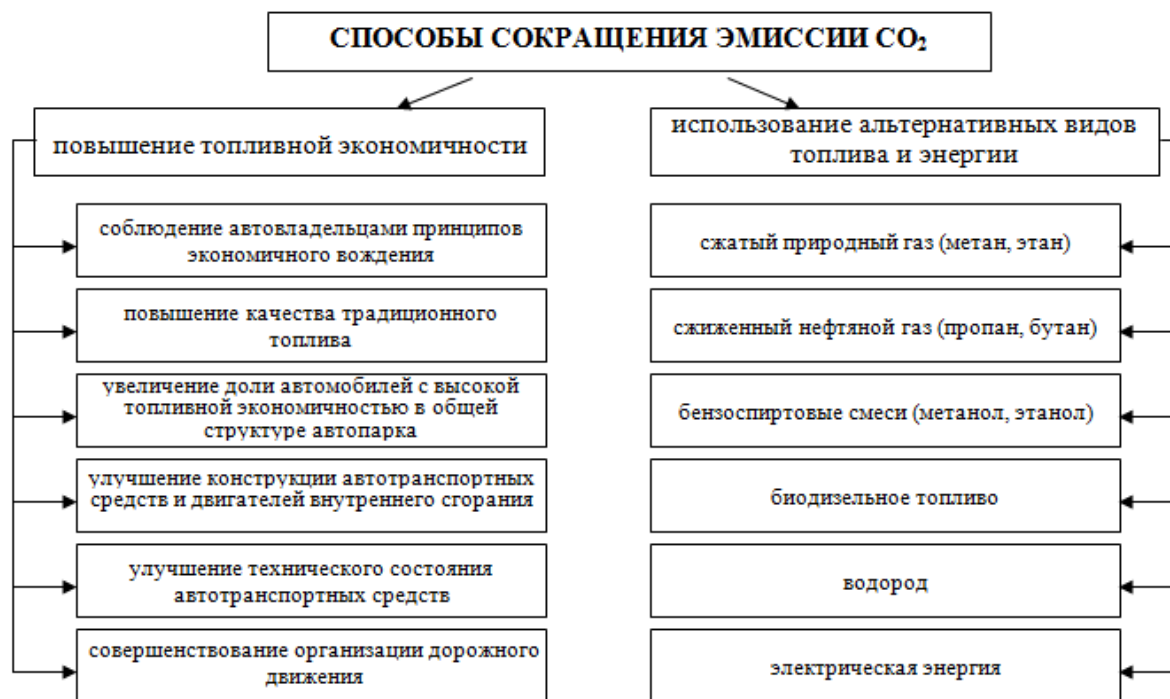 СПОСОБЫ СОКРАЩЕНИЯ ЭМИССИИ CO₂
повышение топливной экономичности
использование альтернативных видов
топлива и энергии
соблюдение автовладельцами принципов
экономичного вождения
повышение качества традиционного
топлива
увеличение доли автомобилей с высокой
топливной экономичностью в общей
структуре автопарка
улучшение конструкции автотранспортных
средств и двигателей внутреннего сгорания
улучшение технического состояния
автотранспортных средств
совершенствование организации дорожного
движения
сжатый природный газ (метан, этан)
сжиженный нефтяной газ (пропан, бутан)
бензоспиртовые смеси (метанол, этанол)
биодизельное топливо
водород
электрическая энергия